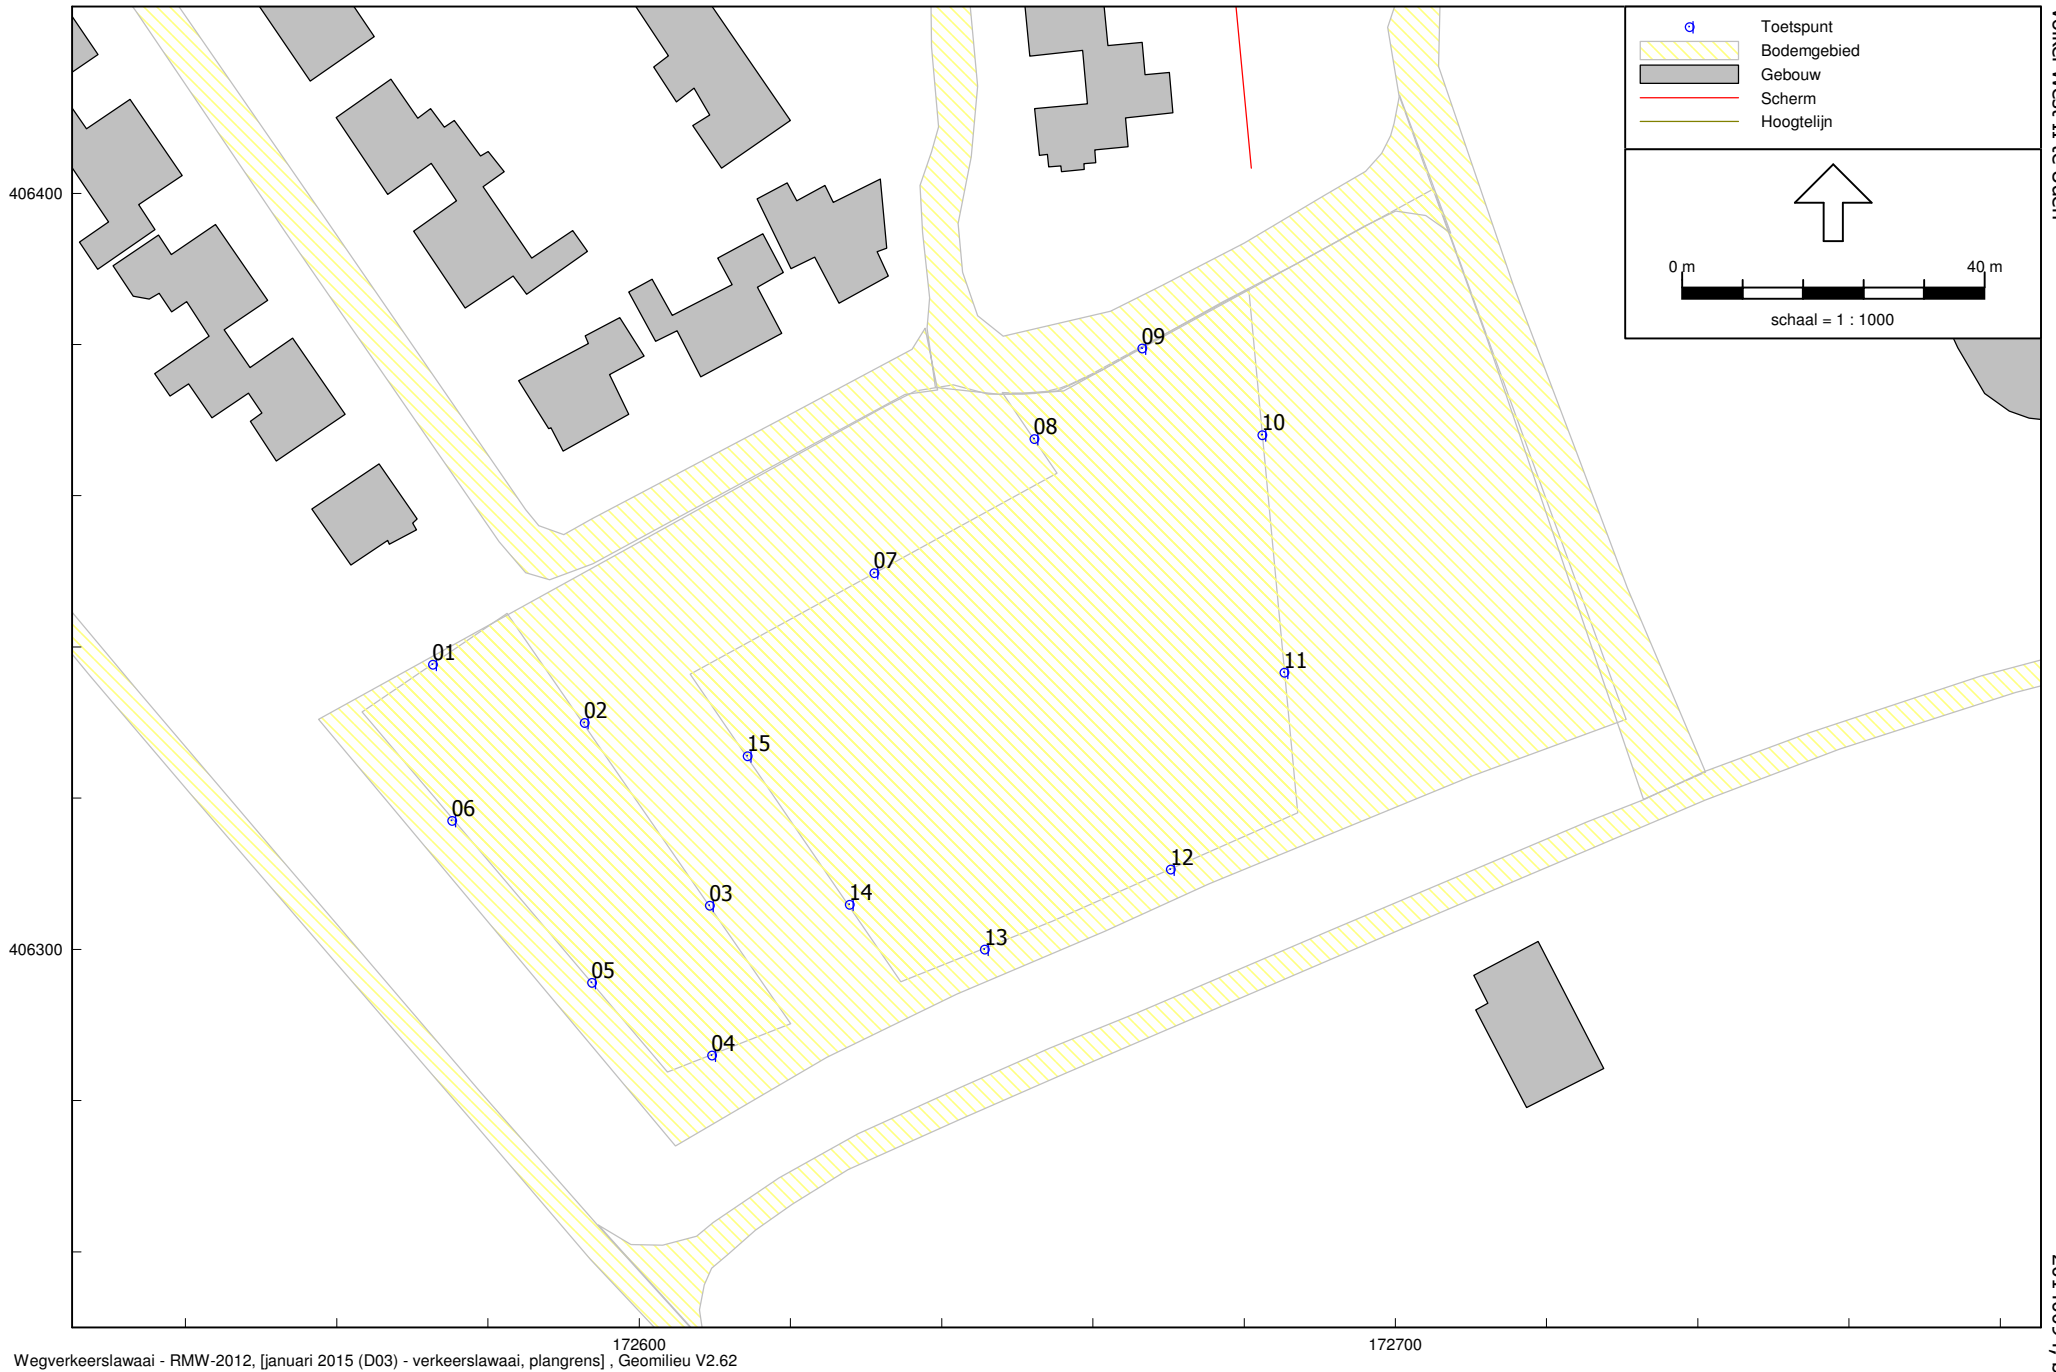 Toetspunt
Bodemgebied
Gebouw
Scherm
Hoogtelijn
0 m 40 m
schaal = 1 : 1000
406400
09
08
10
07
01
11
02
15
06
12
03
14
13
406300
05
04
172600 172700
Wegverkeerslawaai - RMW-2012, [januari 2015 (D03) - verkeerslawaai, plangrens] , Geomilieu V2.62